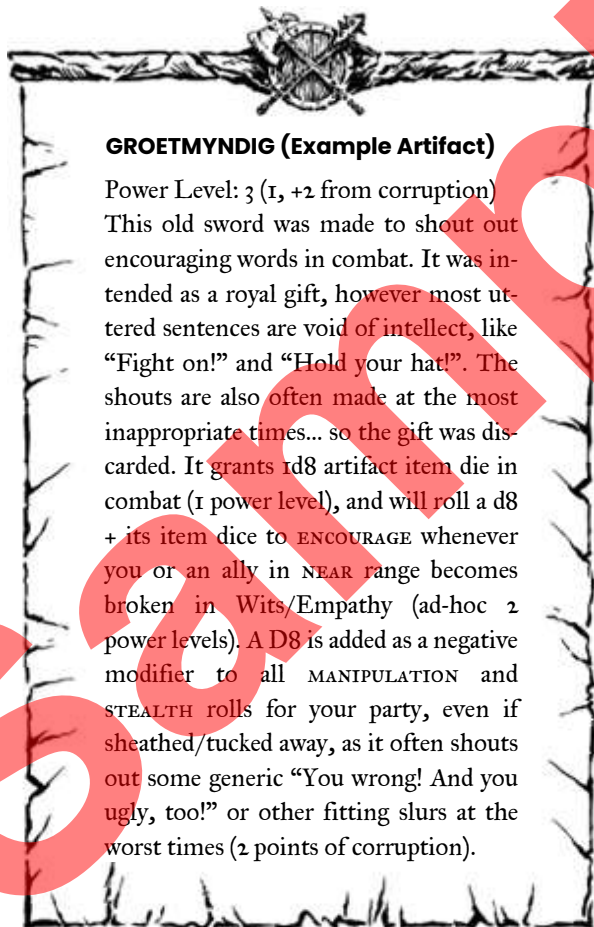 GROETMYNDIG (Example Artifact)
Power Level: 3 (1, +2 from corruption)
This old sword was made to shout out
encouraging words in combat. It was in-
tended as a royal gift, however most ut-
tered sentences are void of intellect, like
“Fight on!” and “Hold your hat!”. The
shouts are also often made at the most
inappropriate times... so the gift was dis-
carded. It grants 1d8 artifact item die in
combat (1 power level), and will roll a d8
+ its item dice to ENCOURAGE whenever
you or an ally in NEAR range becomes
broken in Wits/Empathy (ad-hoc 2
power levels). A D8 is added as a negative
modifier to all MANIPULATION and
STEALTH rolls for your party, even if
sheathed/tucked away, as it often shouts
out some generic “You wrong! And you
ugly, too!” or other fitting slurs at the
worst times (2 points of corruption).
Samp